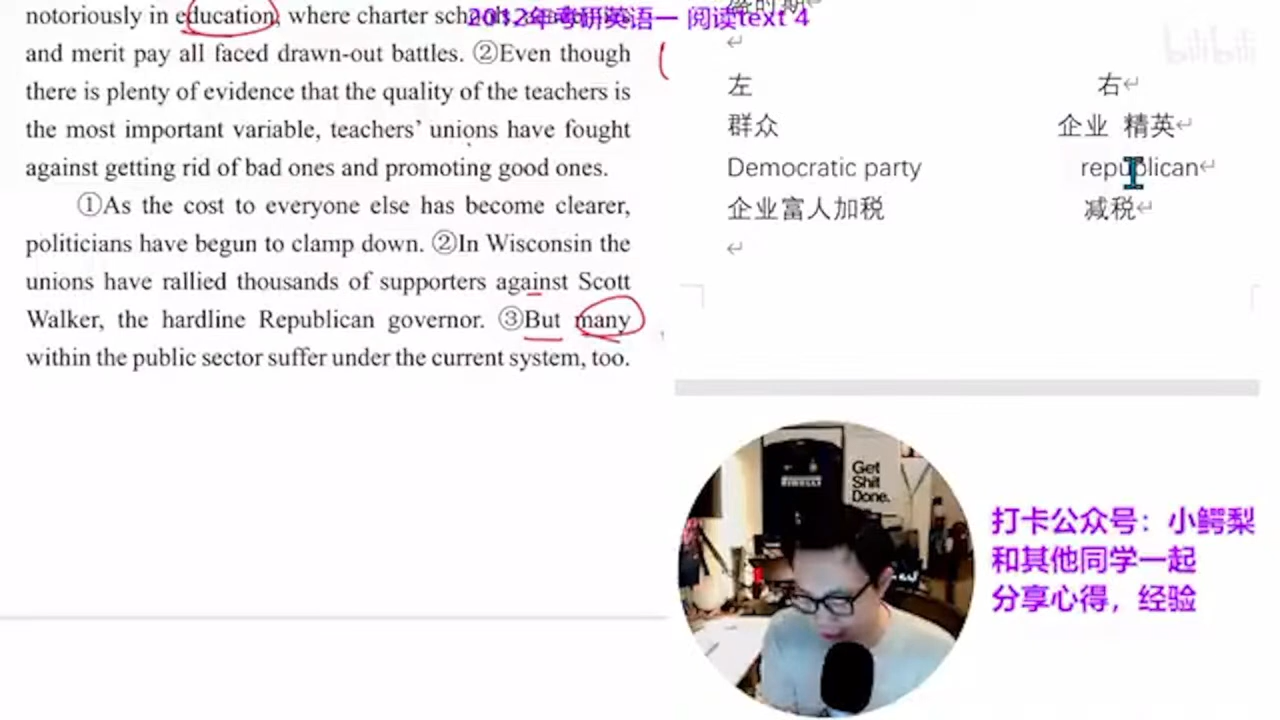 2012年考研英语一 阅读text 4
notoriously in education, where charter
and merit pay all faced drawn-out battles. ②Even though
there is plenty of evidence that the quality of the teachers is
the most important variable, teachers' unions have fought
against getting rid of bad ones and promoting good ones.
①As the cost to everyone else has become clearer,
politicians have begun to clamp down. ②In Wisconsin the
unions have rallied thousands of supporters against Scott
Walker, the hardline Republican governor. ③But many
within the public sector suffer under the current system, too.
bilibili
左 右
群众 企业 精英
Democratic party republican
企业富人加税 减税
Get
Shit
Done.
PIRELLI
打卡公众号：小鳄梨
和其他同学一起
分享心得，经验